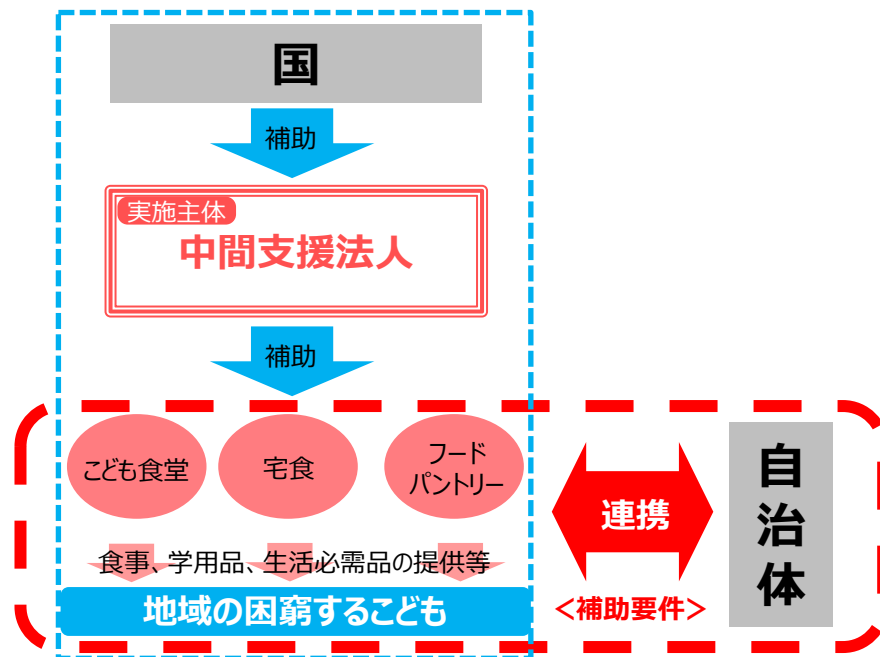 国
補助
実施主体
中間支援法人
補助
こども食堂
宅食
フード
パントリー
食事、学用品、生活必需品の提供等
地域の困窮するこども
連携
<補助要件>
自
治
体